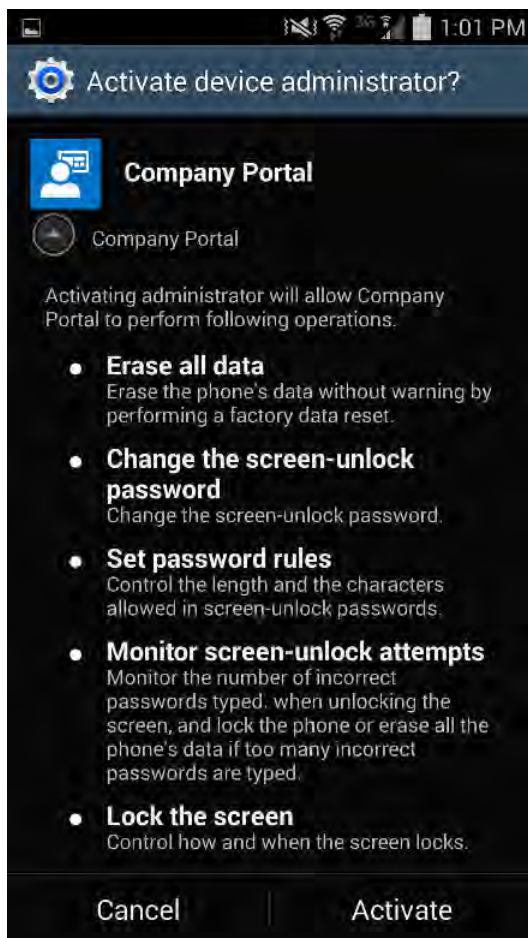 3G 1:01 PM
Activate device administrator?
Company Portal
Company Portal
Activating administrator will allow Company
Portal to perform following operations.
Erase all data
Erase the phone's data without warning by
performing a factory data reset.
Change the screen-unlock
password
Change the screen-unlock password.
Set password rules
Control the length and the characters
allowed in screen-unlock passwords.
Monitor screen-unlock attempts
Monitor the number of incorrect
passwords typed. when unlocking the
screen, and lock the phone or erase all the
phone's data if too many incorrect
passwords are typed.
Lock the screen
Control how and when the screen locks.
Cancel Activate